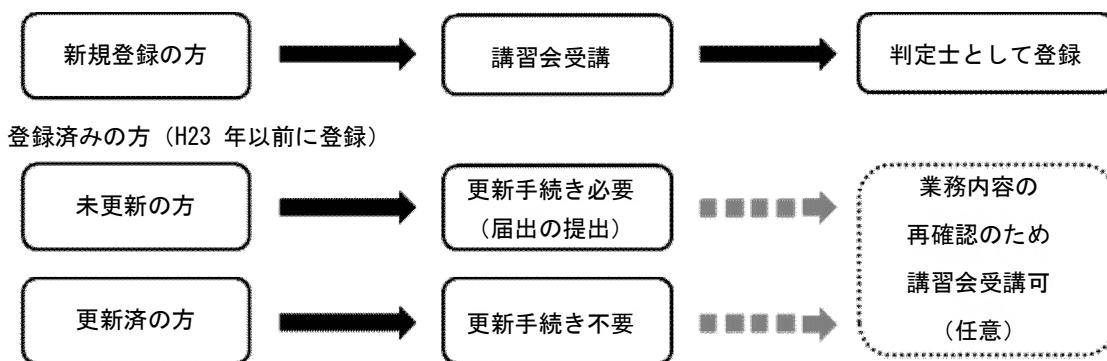 新規登録の方
講習会受講
判定士として登録
登録済みの方（H23 年以前に登録）
未更新の方
更新手続き必要
（届出の提出）
更新済の方
更新手続き不要
業務内容の
再確認のため
講習会受講可
（任意）